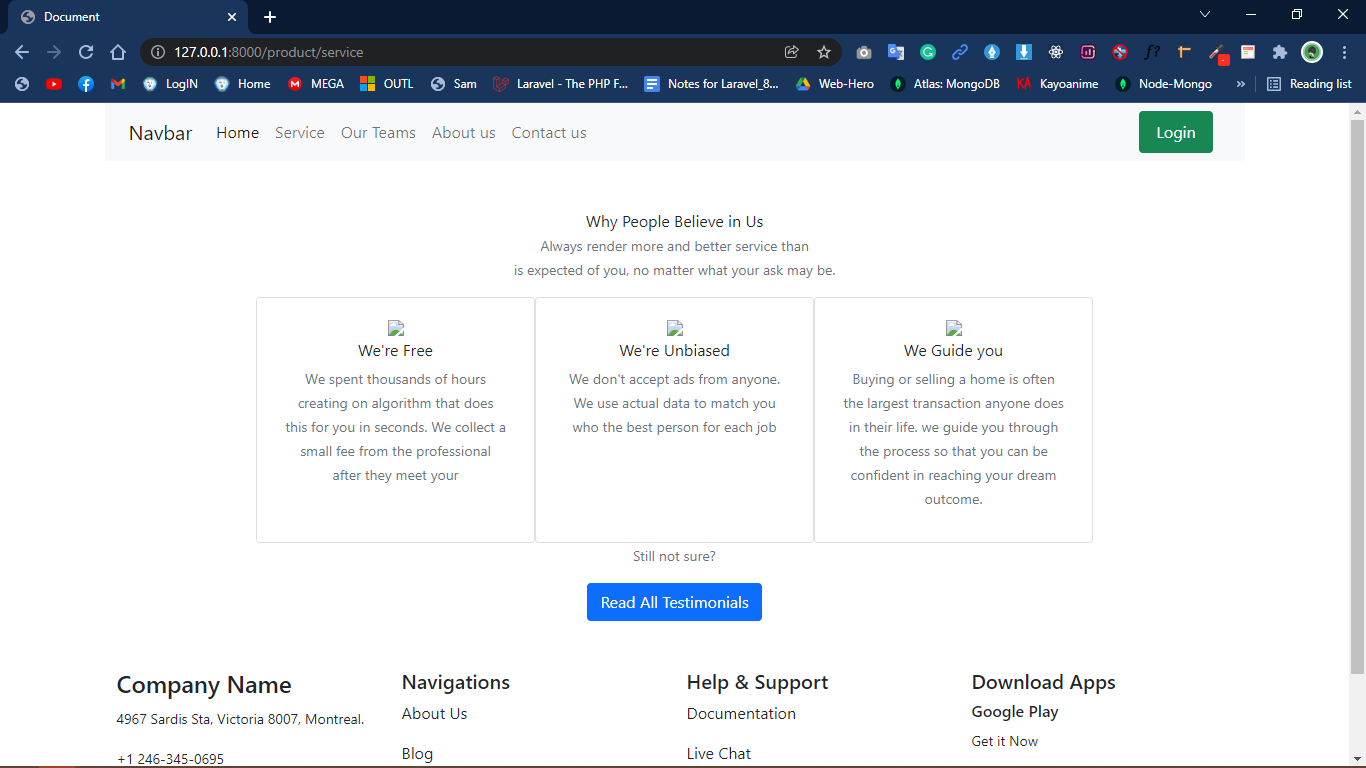 Document
127.0.0.1:8000/product/service
LogIN Home MEGA OUTL Sam Laravel - The PHP F... Notes for Laravel_8... Web-Hero Atlas: MongoDB KA Kayoanime Node-Mongo » Reading list
Navbar Home Service Our Teams About us Contact us Login
Why People Believe in Us
Always render more and better service than
is expected of you, no matter what your ask may be.
We're Free
We spent thousands of hours
creating on algorithm that does
this for you in seconds. We collect a
small fee from the professional
after they meet your
We're Unbiased
We don't accept ads from anyone.
We use actual data to match you
who the best person for each job
We Guide you
Buying or selling a home is often
the largest transaction anyone does
in their life. we guide you through
the process so that you can be
confident in reaching your dream
outcome.
Still not sure?
Read All Testimonials
Company Name
4967 Sardis Sta, Victoria 8007, Montreal.
+1 246-345-0695
Navigations
About Us
Blog
Help & Support
Documentation
Live Chat
Download Apps
Google Play
Get it Now